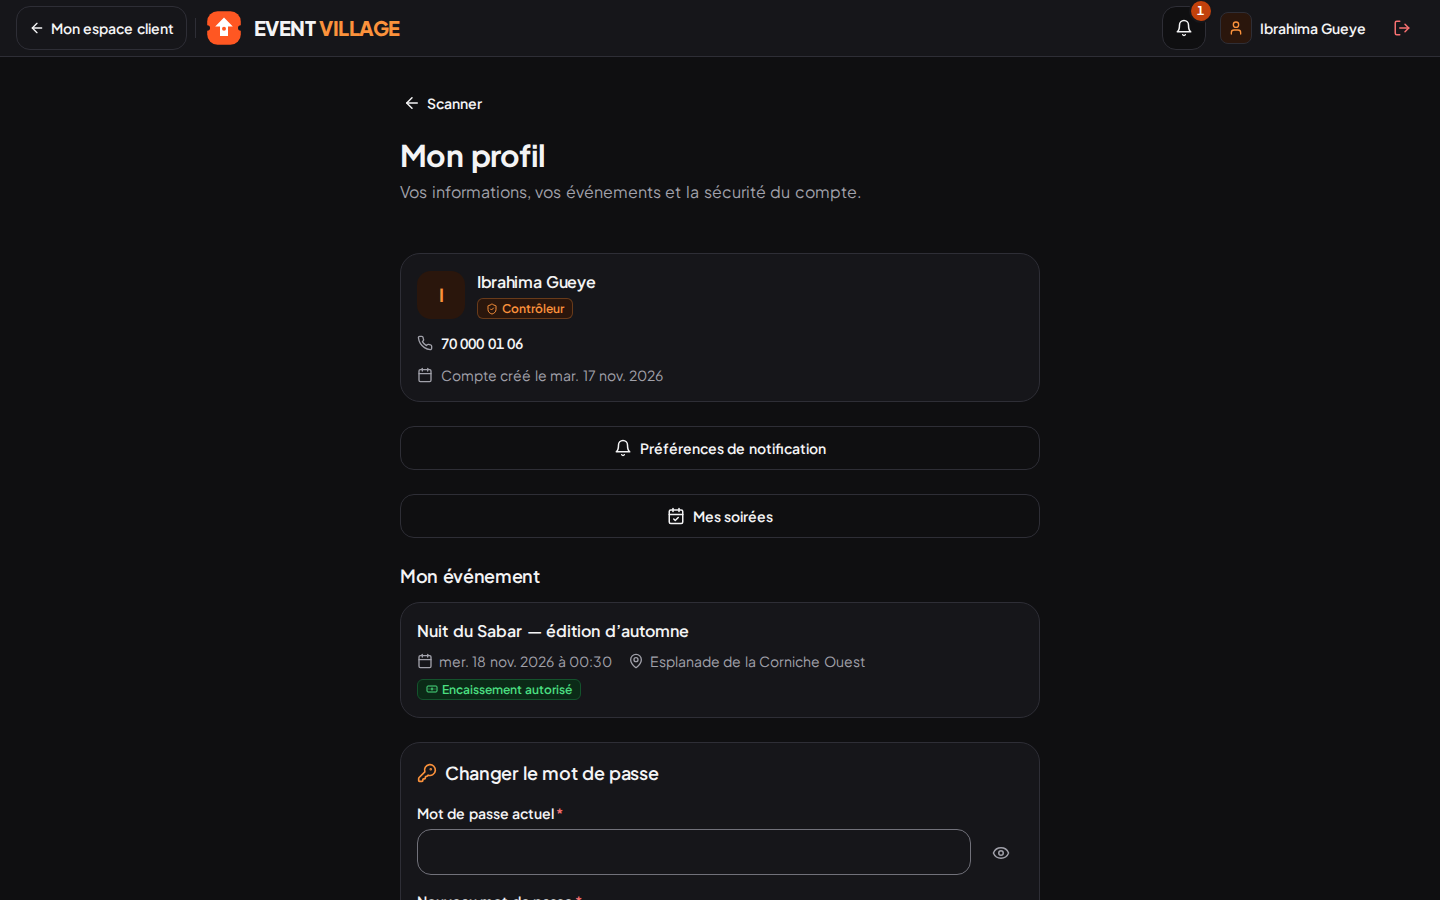 Mon espace client
EVENT VILLAGE
1
Ibrahima Gueye
Scanner
Mon profil
Vos informations, vos événements et la sécurité du compte.
I
Ibrahima Gueye
Contrôleur
70 000 01 06
Compte créé le mar. 17 nov. 2026
Préférences de notification
Mes soirées
Mon événement
Nuit du Sabar — édition d’automne
mer. 18 nov. 2026 à 00:30 Esplanade de la Corniche Ouest
Encaissement autorisé
Changer le mot de passe
Mot de passe actuel *